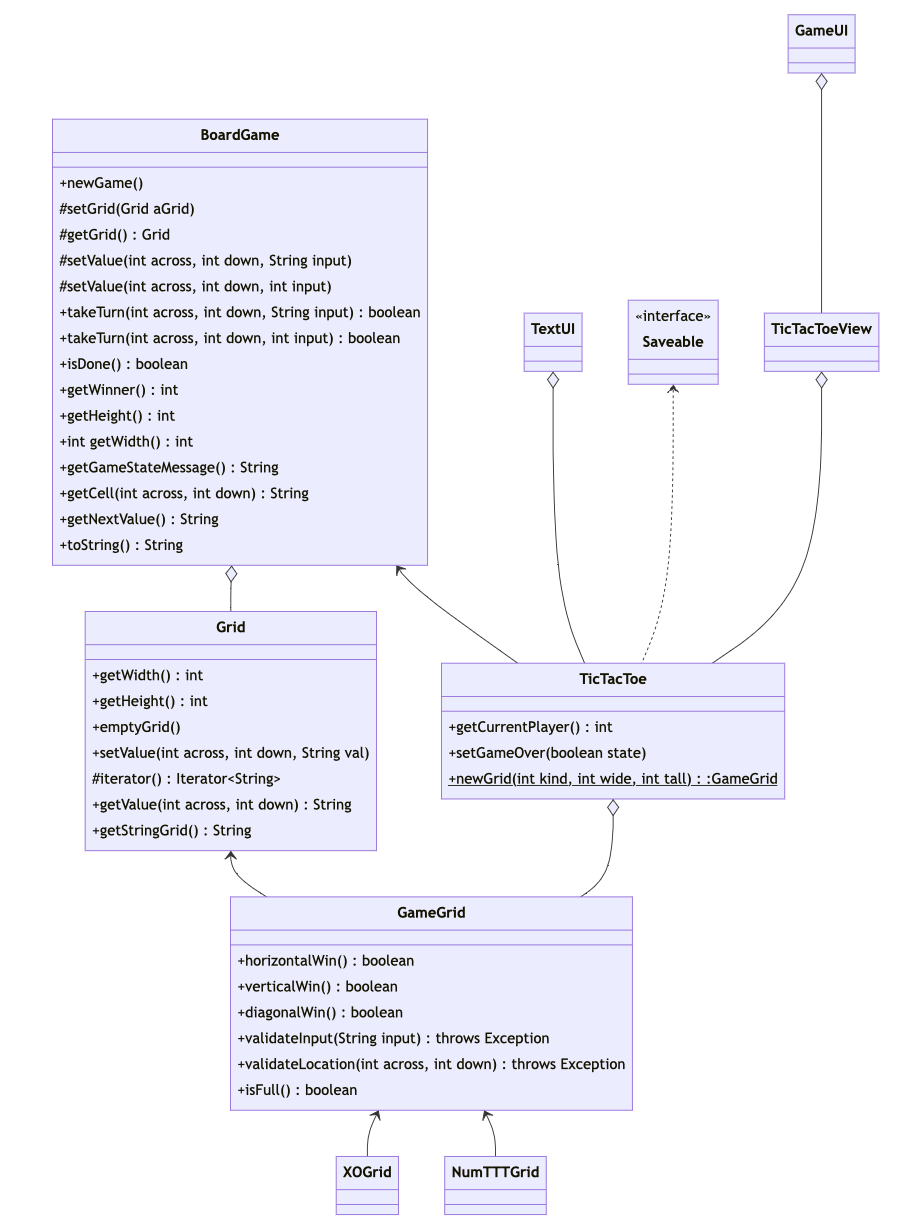 GameUI
BoardGame
+newGame()
#setGrid(Grid aGrid)
#getGrid() : Grid
#setValue(int across, int down, String input)
#setValue(int across, int down, int input)
+takeTurn(int across, int down, String input) : boolean
+takeTurn(int across, int down, int input) : boolean
+isDone() : boolean
+getWinner() : int
+getHeight() : int
+int getWidth() : int
+getGameStateMessage() : String
+getCell(int across, int down) : String
+getNextValue() : String
+toString() : String
TextUI
«interface»
Saveable
TicTacToeView
Grid
+getWidth() : int
+getHeight() : int
+emptyGrid()
+setValue(int across, int down, String val)
#iterator() : Iterator<String>
+getValue(int across, int down) : String
+getStringGrid() : String
TicTacToe
+getCurrentPlayer() : int
+setGameOver(boolean state)
+newGrid(int kind, int wide, int tall) : :GameGrid
GameGrid
+horizontalWin() : boolean
+verticalWin() : boolean
+diagonalWin() : boolean
+validateInput(String input) : throws Exception
+validateLocation(int across, int down) : throws Exception
+isFull() : boolean
XOGrid
NumTTTGrid